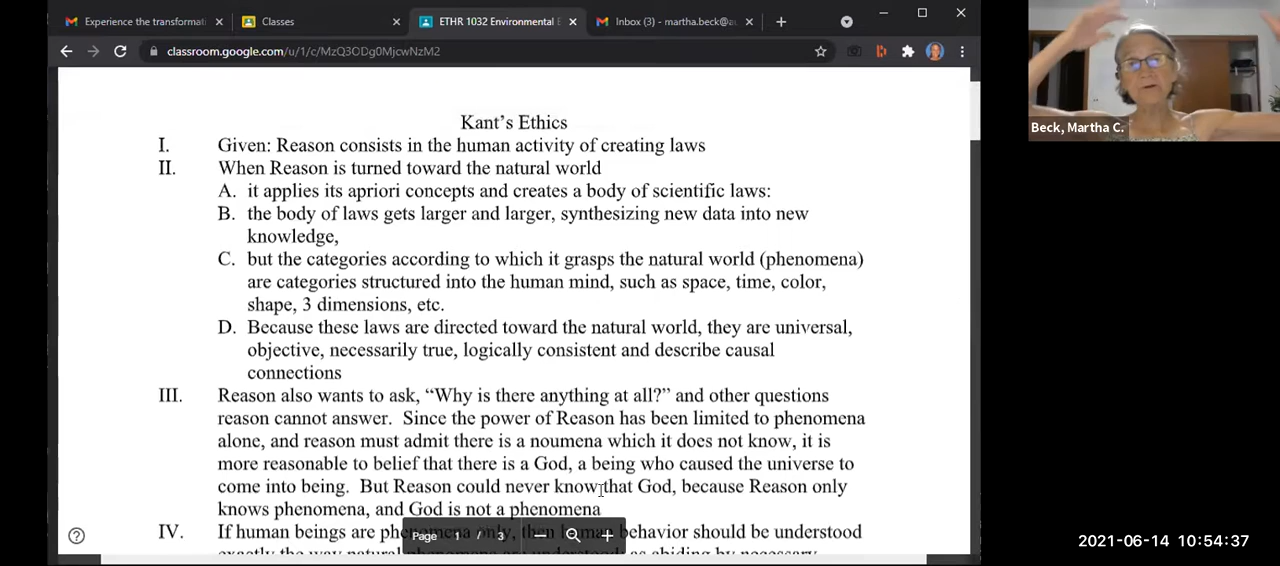 Experience the transformati
Classes
ETHR 1032 Environmental E
Inbox (3) - martha.beck@
classroom.google.com/u/1/c/MzQ3ODg0MjcwNzM2
Beck, Martha C.
Kant's Ethics
I. Given: Reason consists in the human activity of creating laws
II. When Reason is turned toward the natural world
A. it applies its apriori concepts and creates a body of scientific laws:
B. the body of laws gets larger and larger, synthesizing new data into new
knowledge,
C. but the categories according to which it grasps the natural world (phenomena)
are categories structured into the human mind, such as space, time, color,
shape, 3 dimensions, etc.
D. Because these laws are directed toward the natural world, they are universal,
objective, necessarily true, logically consistent and describe causal
connections
III. Reason also wants to ask, “Why is there anything at all?” and other questions
reason cannot answer. Since the power of Reason has been limited to phenomena
alone, and reason must admit there is a noumena which it does not know, it is
more reasonable to belief that there is a God, a being who caused the universe to
come into being. But Reason could never know that God, because Reason only
knows phenomena, and God is not a phenomena
IV. If human beings are phenomena only, then human behavior should be understood
Page 1 / 3
2021-06-14 10:54:37